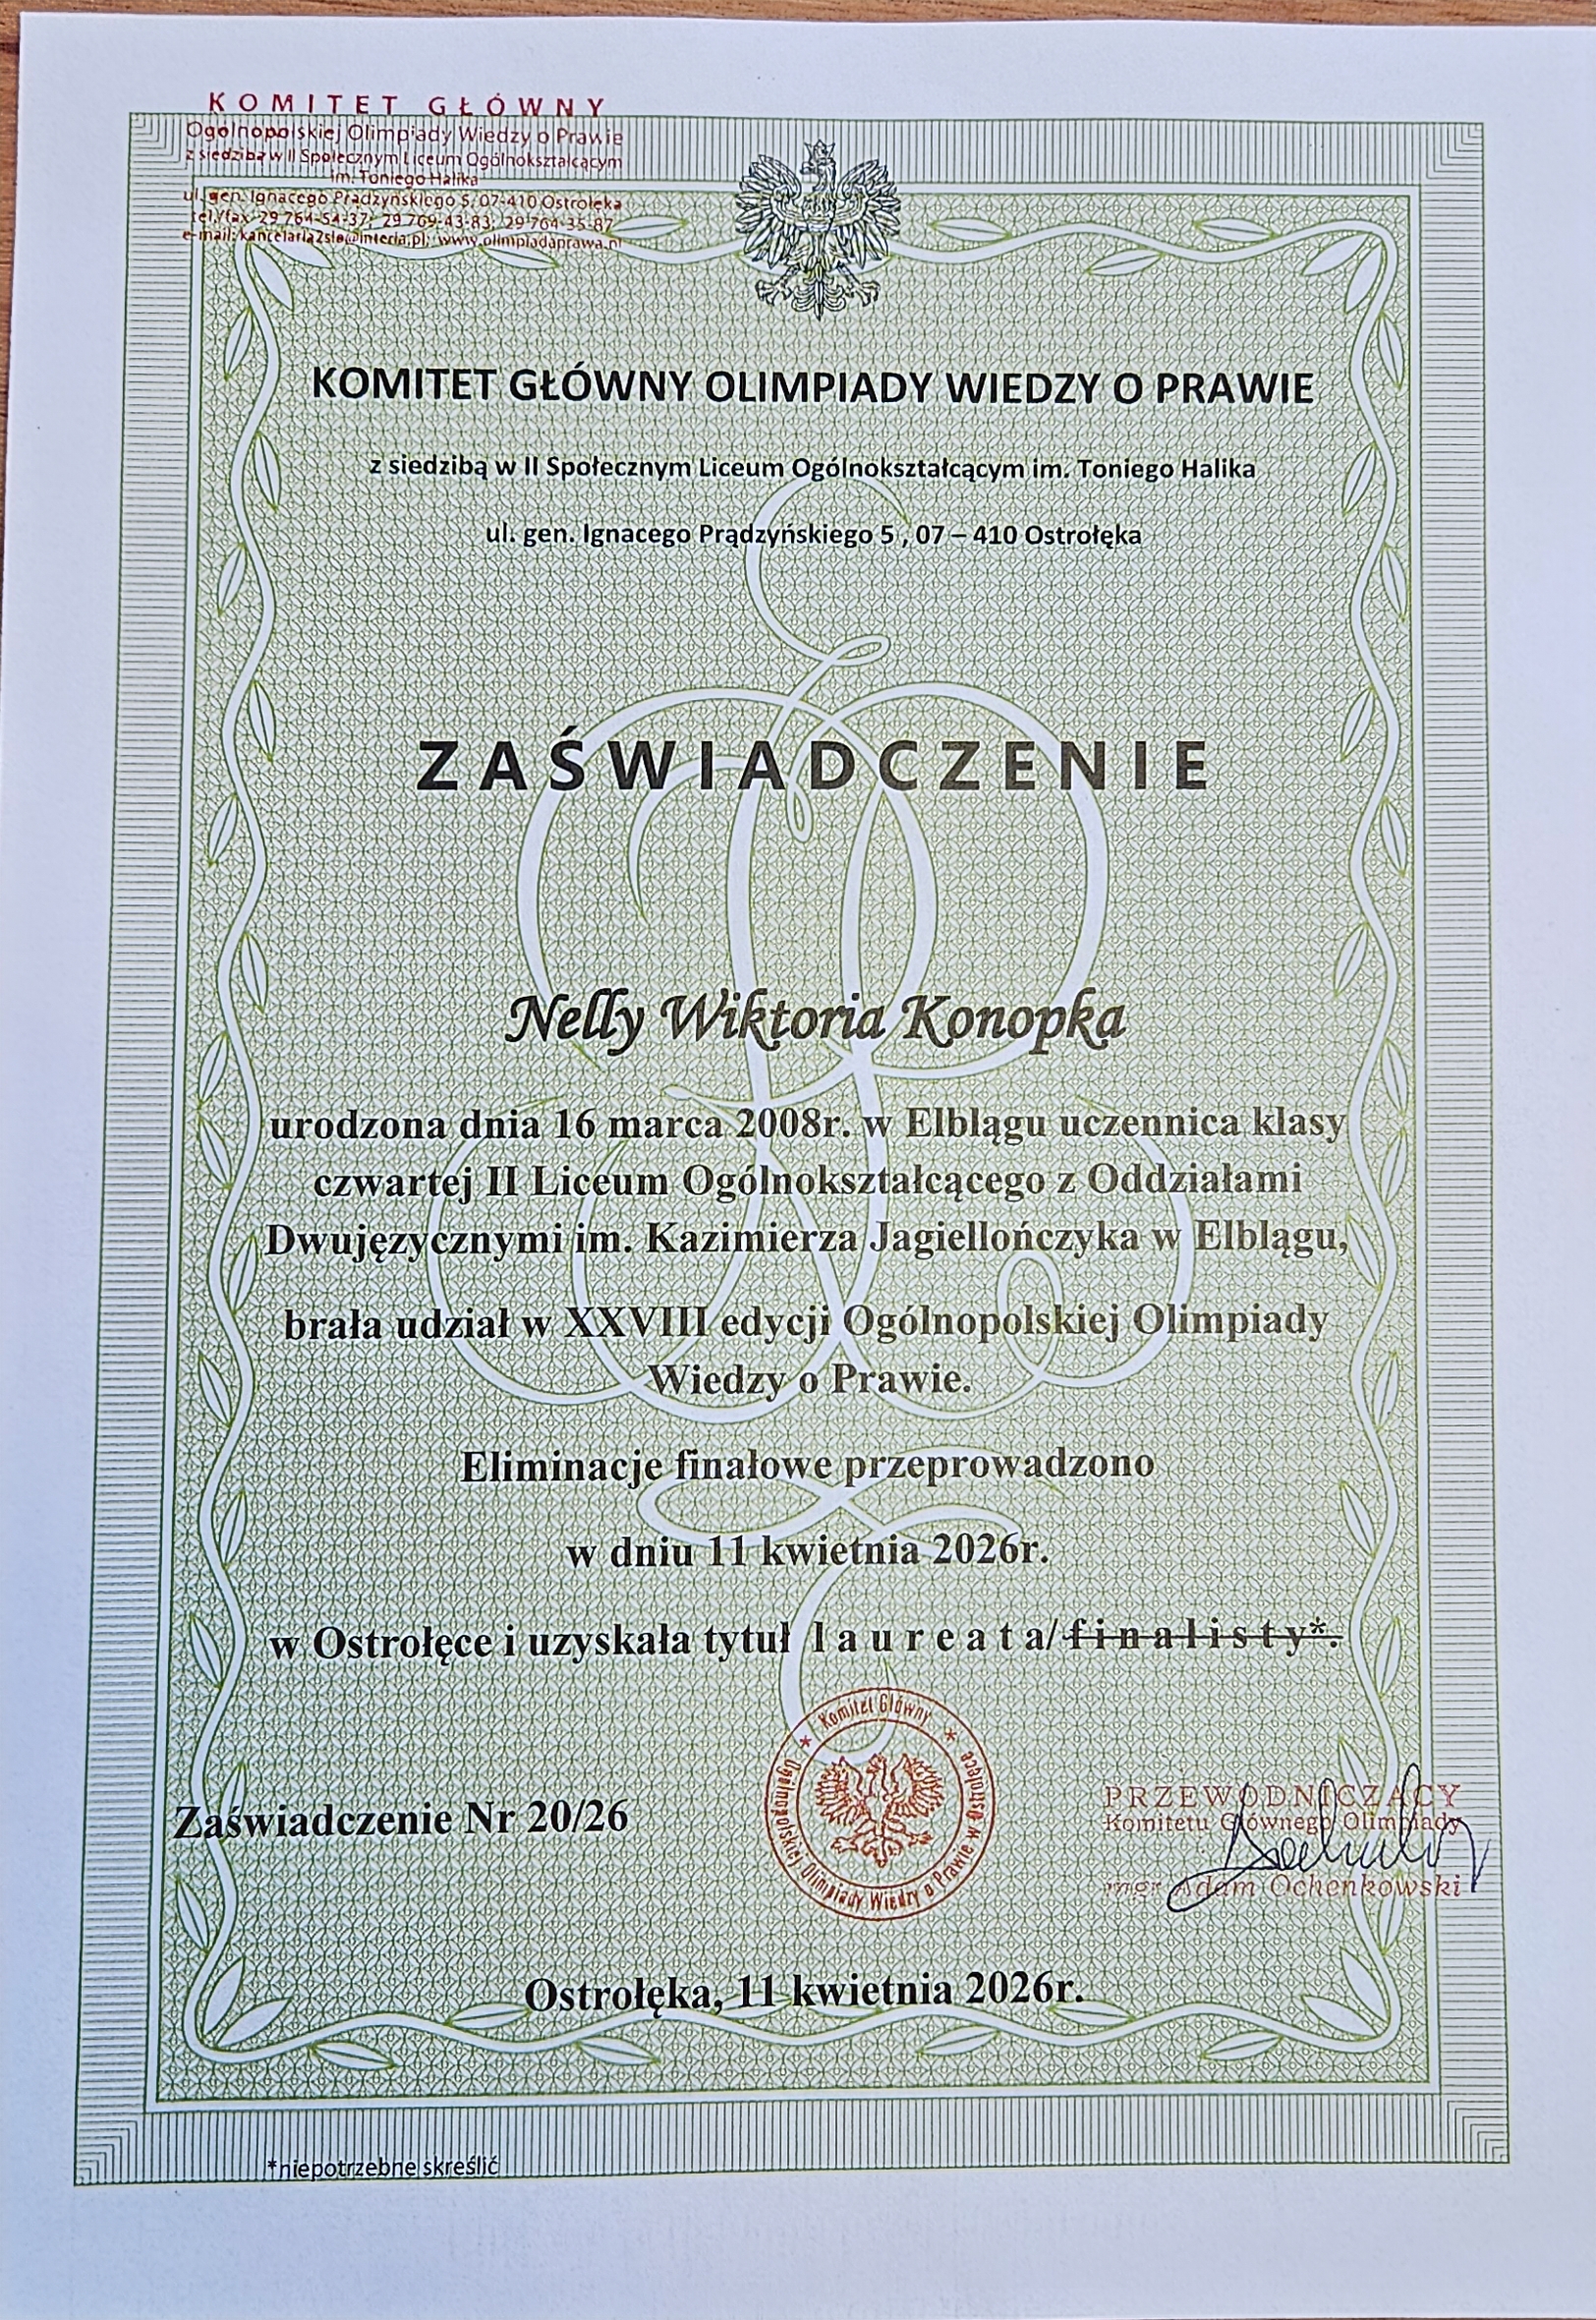 KOMITET GŁÓWNY
Ogólnopolskiej Olimpiady Wiedzy o Prawie
z siedzibą w II Społecznym Liceum Ogólnokształcącym
im. Toniego Halika
ul. gen. Ignacego Prądzyńskiego 5, 07-410 Ostrołęka
tel./fax 29 764-54-37; 29 769-43-83; 29 764-35-87
e-mail: kancelaria2slo@interia.pl; www.olimpiadaprawa.pl
KOMITET GŁÓWNY OLIMPIADY WIEDZY O PRAWIE
z siedzibą w II Społecznym Liceum Ogólnokształcącym im. Toniego Halika
ul. gen. Ignacego Prądzyńskiego 5 , 07 – 410 Ostrołęka
ZAŚWIADCZENIE
Nelly Wiktoria Konopka
urodzona dnia 16 marca 2008r. w Elblągu uczennica klasy
czwartej II Liceum Ogólnokształcącego z Oddziałami
Dwujęzycznymi im. Kazimierza Jagiellończyka w Elblągu,
brała udział w XXVIII edycji Ogólnopolskiej Olimpiady
Wiedzy o Prawie.
Eliminacje finałowe przeprowadzono
w dniu 11 kwietnia 2026r.
w Ostrołęce i uzyskała tytuł laureata/finalisty*.
Komitet Główny * Ogólnopolskiej Olimpiady Wiedzy o Prawie w Ostrołęce *
Zaświadczenie Nr 20/26
PRZEWODNICZĄCY
Komitetu Głównego Olimpiady
mgr Adam Ochenkowski
Ostrołęka, 11 kwietnia 2026r.
*niepotrzebne skreślić